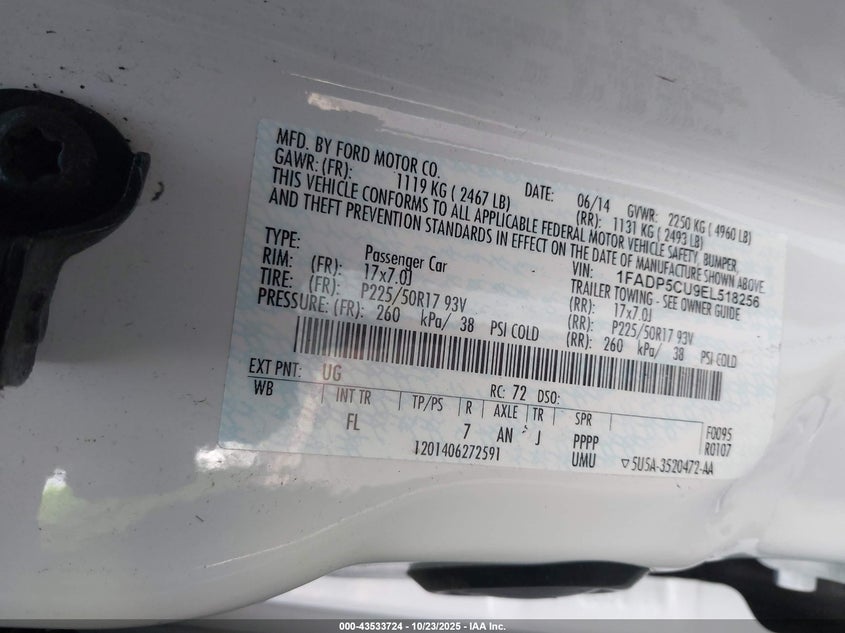 MFD. BY FORD MOTOR CO.
DATE: 06/14 GVWR: 2250 KG ( 4960 LB)
GAWR: (FR): 1119 KG ( 2467 LB) (RR): 1131 KG ( 2493 LB)
THIS VEHICLE CONFORMS TO ALL APPLICABLE FEDERAL MOTOR VEHICLE SAFETY, BUMPER,
AND THEFT PREVENTION STANDARDS IN EFFECT ON THE DATE OF MANUFACTURE SHOWN ABOVE.
VIN: 1FADP5CU9EL518256
TYPE: Passenger Car TRAILER TOWING - SEE OWNER GUIDE
RIM: (FR): 17x7.0J (RR): 17x7.0J
TIRE: (FR): P225/50R17 93V (RR): P225/50R17 93V
PRESSURE: (FR): 260 kPa/ 38 PSI COLD (RR): 260 kPa/ 38 PSI COLD
EXT PNT: UG RC: 72 DSO:
WB INT TR TP/PS R AXLE TR SPR
FL 7 AN J PPPP F0095
UMU R0107
1201406272591 ▽5U5A-3520472-AA
000-43533724 | 10/23/2025 - IAA Inc.